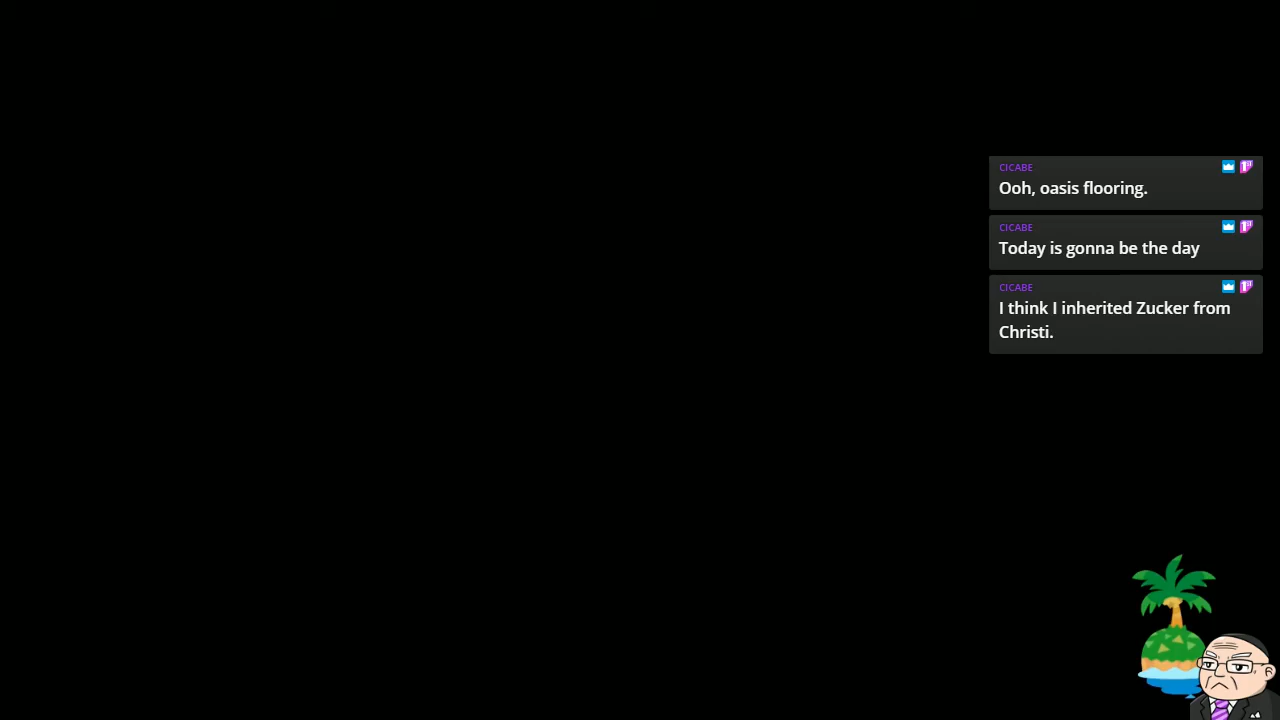 CICABE
Ooh, oasis flooring.
CICABE
Today is gonna be the day
CICABE
I think I inherited Zucker from
Christi.